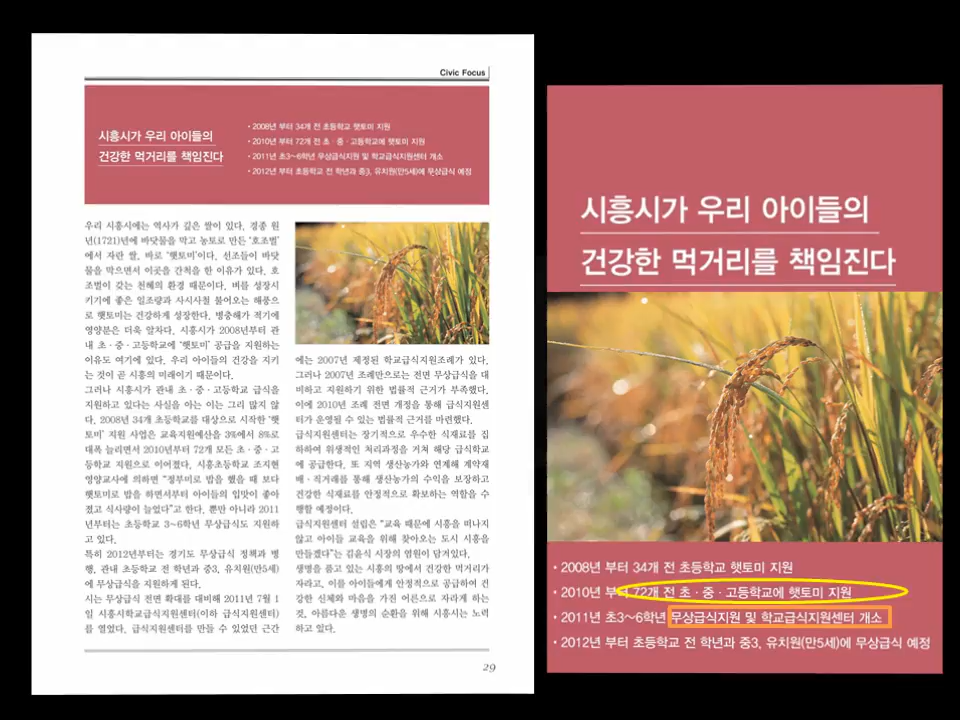 Civic Focus
시흥시가 우리 아이들의
건강한 먹거리를 책임진다
• 2008년 부터 34개 전 초등학교 햇토미 지원
• 2010년 부터 72개 전 초 · 중 · 고등학교에 햇토미 지원
• 2011년 초3~6학년 무상급식지원 및 학교급식지원센터 개소
• 2012년 부터 초등학교 전 학년과 중3, 유치원(만5세)에 무상급식 예정
우리 시흥시에는 역사가 깊은 쌀이 있다. 경종 원
년(1721)년에 바닷물을 막고 농토로 만든 '호조벌'
에서 자란 쌀, 바로 '햇토미'이다. 선조들이 바닷
물을 막으면서 이곳을 간척을 한 이유가 있다. 호
조벌이 갖는 천혜의 환경 때문이다. 벼를 성장시
키기에 좋은 일조량과 사시사철 불어오는 해풍으
로 햇토미는 건강하게 성장한다. 병충해가 적기에
영양분은 더욱 알차다. 시흥시가 2008년부터 관
내 초 · 중 · 고등학교에 '햇토미' 공급을 지원하는
이유도 여기에 있다. 우리 아이들의 건강을 지키
는 것이 곧 시흥의 미래이기 때문이다.
그러나 시흥시가 관내 초 · 중 · 고등학교 급식을
지원하고 있다는 사실을 아는 이는 그리 많지 않
다. 2008년 34개 초등학교를 대상으로 시작한 '햇
토미' 지원 사업은 교육지원예산을 3%에서 8%로
대폭 늘리면서 2010년부터 72개 모든 초 · 중 · 고
등학교 지원으로 이어졌다. 시흥초등학교 조지현
영양교사에 의하면 "정부미로 밥을 했을 때 보다
햇토미로 밥을 하면서부터 아이들의 입맛이 좋아
졌고 식사량이 늘었다"고 한다. 뿐만 아니라 2011
년부터는 초등학교 3~6학년 무상급식도 지원하
고 있다.
특히 2012년부터는 경기도 무상급식 정책과 병
행, 관내 초등학교 전 학년과 중3, 유치원(만5세)
에 무상급식을 지원하게 된다.
시는 무상급식 전면 확대를 대비해 2011년 7월 1
일 시흥시학교급식지원센터(이하 급식지원센터)
를 열었다. 급식지원센터를 만들 수 있었던 근간
에는 2007년 제정된 학교급식지원조례가 있다.
그러나 2007년 조례만으로는 전면 무상급식을 대
비하고 지원하기 위한 법률적 근거가 부족했다.
이에 2010년 조례 전면 개정을 통해 급식지원센
터가 운영될 수 있는 법률적 근거를 마련했다.
급식지원센터는 장기적으로 우수한 식재료를 집
하하여 위생적인 처리과정을 거쳐 해당 급식학교
에 공급한다. 또 지역 생산농가와 연계해 계약재
배 · 직거래를 통해 생산농가의 수익을 보장하고
건강한 식재료를 안정적으로 확보하는 역할을 수
행할 예정이다.
급식지원센터 설립은 "교육 때문에 시흥을 떠나지
않고 아이들 교육을 위해 찾아오는 도시 시흥을
만들겠다"는 김윤식 시장의 염원이 담겨있다.
생명을 품고 있는 시흥의 땅에서 건강한 먹거리가
자라고, 이를 아이들에게 안정적으로 공급하여 건
강한 신체와 마음을 가진 어른으로 자라게 하는
것, 아름다운 생명의 순환을 위해 시흥시는 노력
하고 있다.
29
시흥시가 우리 아이들의
건강한 먹거리를 책임진다
• 2008년 부터 34개 전 초등학교 햇토미 지원
• 2010년 부터 72개 전 초 · 중 · 고등학교에 햇토미 지원
• 2011년 초3~6학년 무상급식지원 및 학교급식지원센터 개소
• 2012년 부터 초등학교 전 학년과 중3, 유치원(만5세)에 무상급식 예정